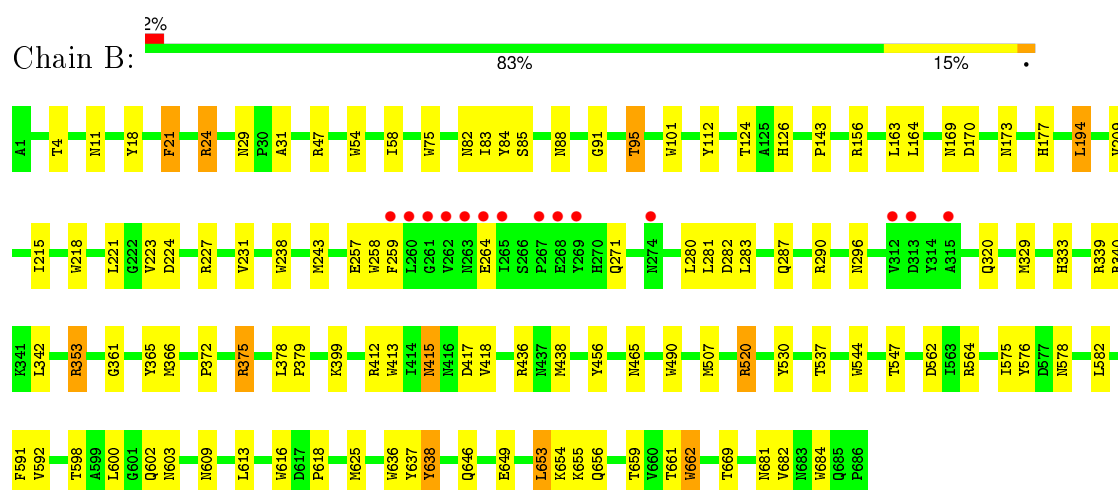 2%
Chain B:
83% 15% •
A1 T4 N11 Y18 F21 R24 N29 P30 A31 R47 W54 I58 W75 N82 I83 Y84 S85 N88 G91 T95 W101 Y112 T124 A125 H126 P143 R156 L163 L164 N169 D170 N173 H177 L194
I215 W218 L221 G222 V223 D224 R227 V231 W238 M243 E257 W258 F259 L260 G261 V262 N263 E264 I265 S266 P267 E268 Y269 H270 Q271 N274 L280 L281 D282 L283 Q287 R290 N296 V312 D313 Y314 A315 Q320 M329 H333 R339
K341 L342 R353 G361 Y365 M366 P372 R375 L378 P379 K399 R412 W413 I414 N415 N416 D417 V418 R436 N437 M438 Y456 N465 W490 M507 R520 Y530 T537 W544 T547 D562 I563 R564 I575 Y576 D577 N578 L582
F591 V592 T598 A599 L600 G601 Q602 N603 N609 L613 W616 D617 P618 M625 W636 Y637 Y638 Q646 E649 L653 K654 K655 Q656 T659 V660 T661 W662 T669 N681 V682 N683 W684 Q685 P686